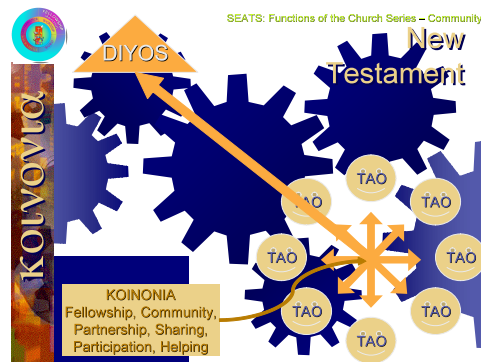 SEATS: Functions of the Church Series – Community
New
Testament
DIYOS
κοινονια
TAO
TAO
TAO
TAO
TAO
TAO
TAO
TAO
KOINONIA
Fellowship, Community,
Partnership, Sharing,
Participation, Helping